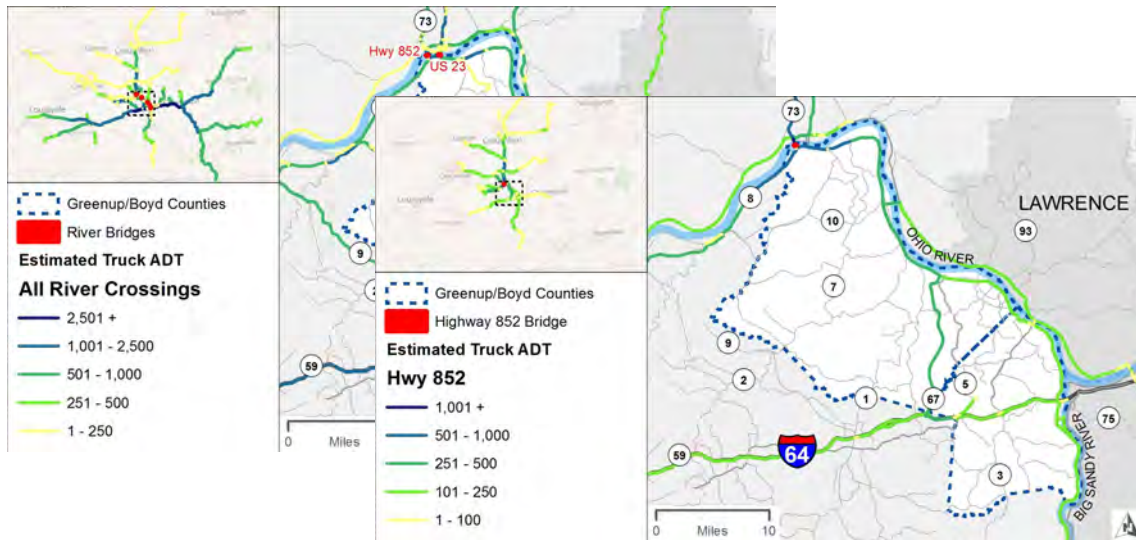 73
Hwy 852
US 23
Louisville
Greenup/Boyd Counties
River Bridges
Estimated Truck ADT
All River Crossings
2,501 +
1,001 - 2,500
501 - 1,000
251 - 500
1 - 250
9
59
0
Miles
Louisville
Greenup/Boyd Counties
Highway 852 Bridge
Estimated Truck ADT
Hwy 852
1,001 +
501 - 1,000
251 - 500
101 - 250
1 - 100
73
8
10
LAWRENCE
93
OHIO RIVER
7
9
2
1
67
5
75
59
64
3
BIG SANDY RIVER
0
10
Miles